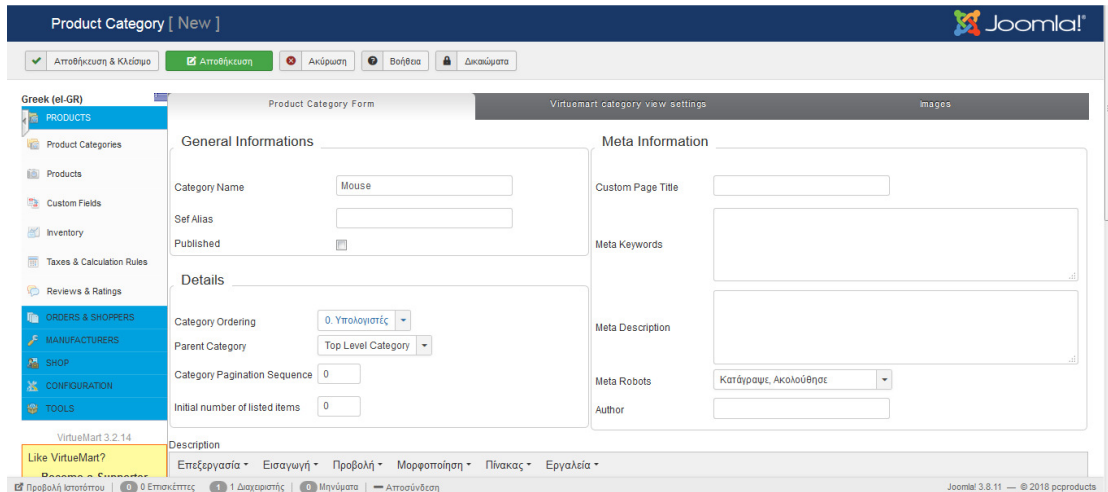 Product Category [ New ]
Joomla!®
Αποθήκευση & Κλείσιμο
Αποθήκευση
Ακύρωση
Βοήθεια
Δικαιώματα
Greek (el-GR)
PRODUCTS
Product Categories
Products
Custom Fields
Inventory
Taxes & Calculation Rules
Reviews & Ratings
ORDERS & SHOPPERS
MANUFACTURERS
SHOP
CONFIGURATION
TOOLS
VirtueMart 3.2.14
Like VirtueMart?
Become a Supporter
Product Category Form
Virtuemart category view settings
Images
General Informations
Category Name
Mouse
Sef Alias
Published
Details
Category Ordering
0. Υπολογιστές
Parent Category
Top Level Category
Category Pagination Sequence
0
Initial number of listed items
0
Meta Information
Custom Page Title
Meta Keywords
Meta Description
Meta Robots
Κατάγραψε, Ακολούθησε
Author
Description
Επεξεργασία
Εισαγωγή
Προβολή
Μορφοποίηση
Πίνακας
Εργαλεία
Προβολή Ιστοτόπου
0 0 Επισκέπτες
1 1 Διαχειριστής
0 Μηνύματα
Αποσύνδεση
Joomla! 3.8.11 — © 2018 pcproducts